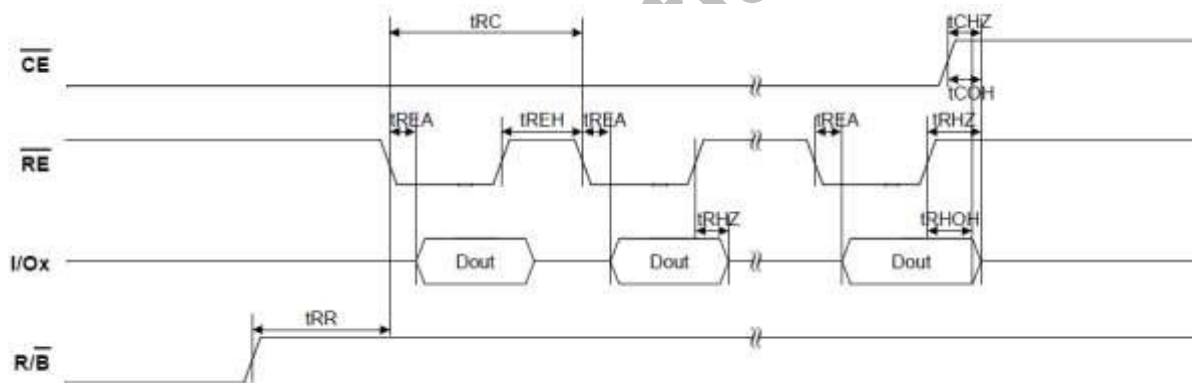 tRC
tCHZ
CE
tCOH
tREA
tREH
tREA
tREA
tRHZ
RE
tRHZ
tRHOH
I/Ox
Dout
Dout
Dout
tRR
R/B